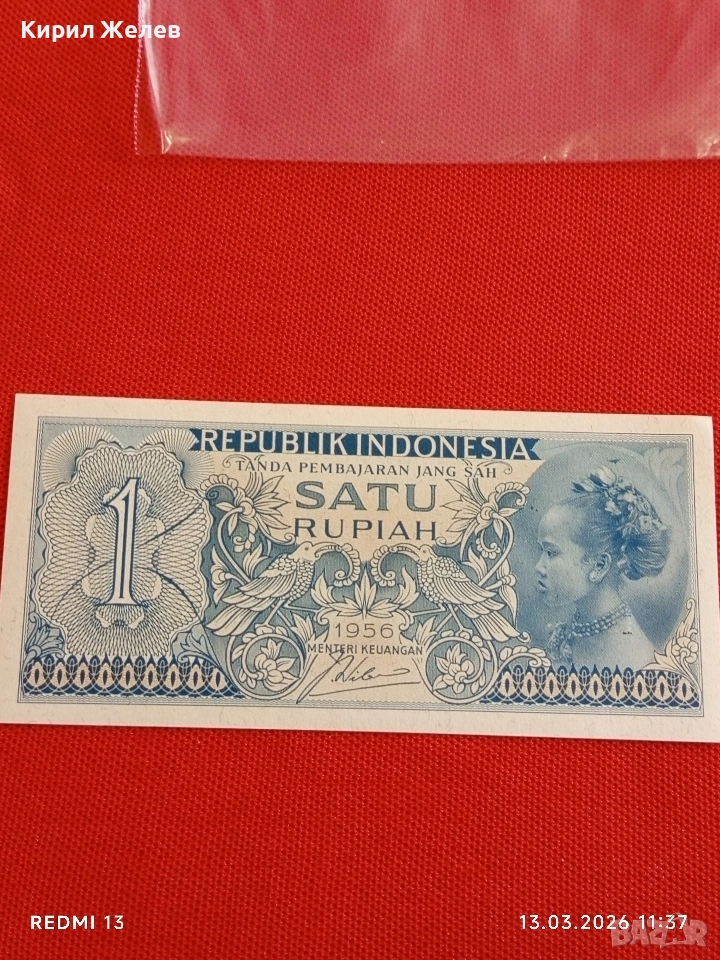 Кирил Желев
REPUBLIK INDONESIA
TANDA PEMBAJARAN JANG SAH
SATU
RUPIAH
1
1956
MENTERI KEUANGAN
REDMI 13
13.03.2026 11:37
BAZAR